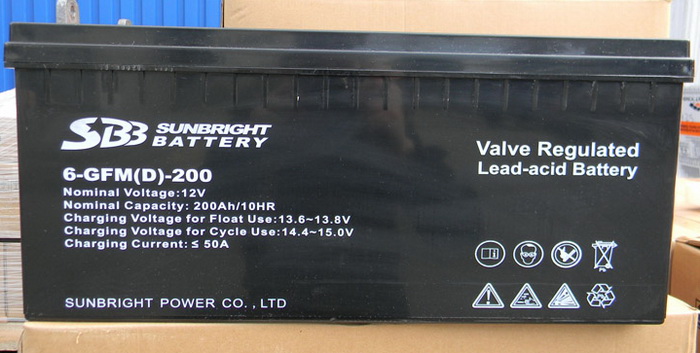 SBB SUNBRIGHT
BATTERY
6-GFM(D)-200
Nominal Voltage:12V
Nominal Capacity: 200Ah/10HR
Charging Voltage for Float Use:13.6~13.8V
Charging Voltage for Cycle Use:14.4~15.0V
Charging Current: ≤ 50A
SUNBRIGHT POWER CO. , LTD
Valve Regulated
Lead-acid Battery
Pb